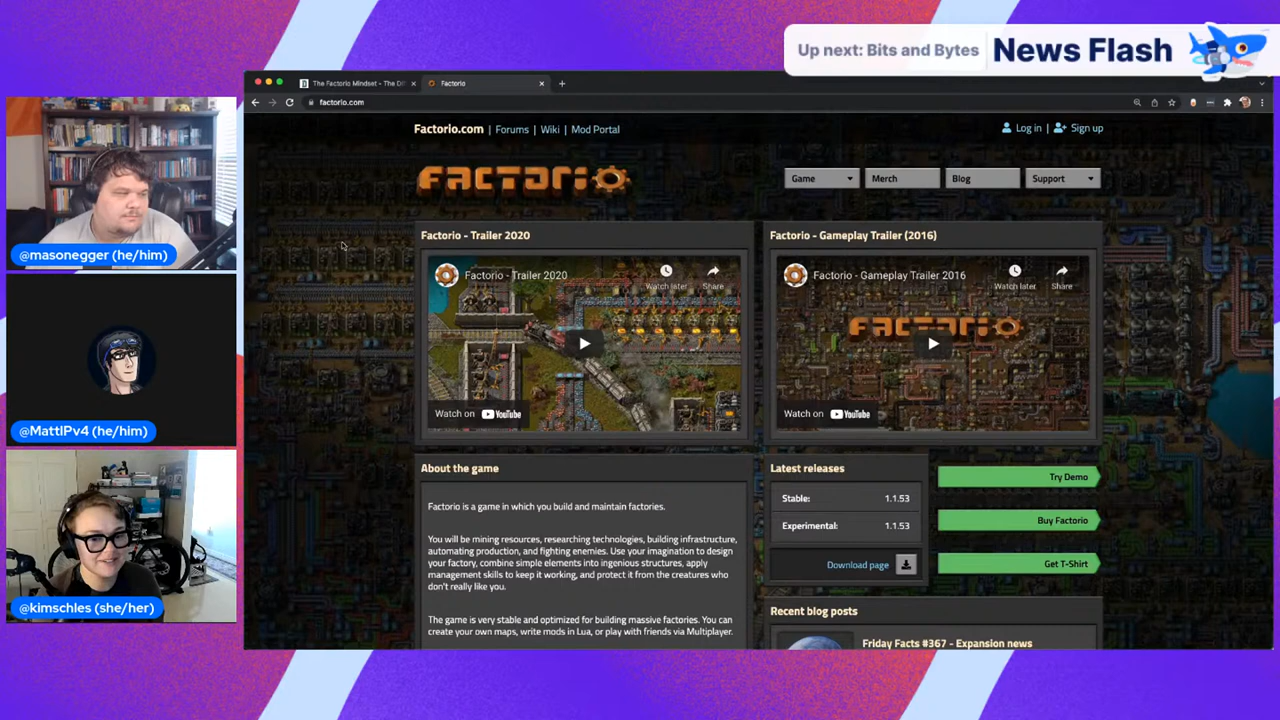 Up next: Bits and Bytes
News Flash
The Factorio Mindset - The Di
Factorio
factorio.com
Factorio.com | Forums | Wiki | Mod Portal
Log in | Sign up
FACTORIO
Game
Merch
Blog
Support
Factorio - Trailer 2020
Factorio - Trailer 2020
Watch later
Share
Watch on YouTube
Factorio - Gameplay Trailer (2016)
Factorio - Gameplay Trailer 2016
Watch later
Share
FACTORIO
Watch on YouTube
About the game
Factorio is a game in which you build and maintain factories.
You will be mining resources, researching technologies, building infrastructure,
automating production, and fighting enemies. Use your imagination to design
your factory, combine simple elements into ingenious structures, apply
management skills to keep it working, and protect it from the creatures who
don't really like you.
The game is very stable and optimized for building massive factories. You can
create your own maps, write mods in Lua, or play with friends via Multiplayer.
Latest releases
Stable: 1.1.53
Experimental: 1.1.53
Download page
Try Demo
Buy Factorio
Get T-Shirt
Recent blog posts
Friday Facts #367 - Expansion news
@masonegger (he/him)
@MattIPv4 (he/him)
@kimschles (she/her)